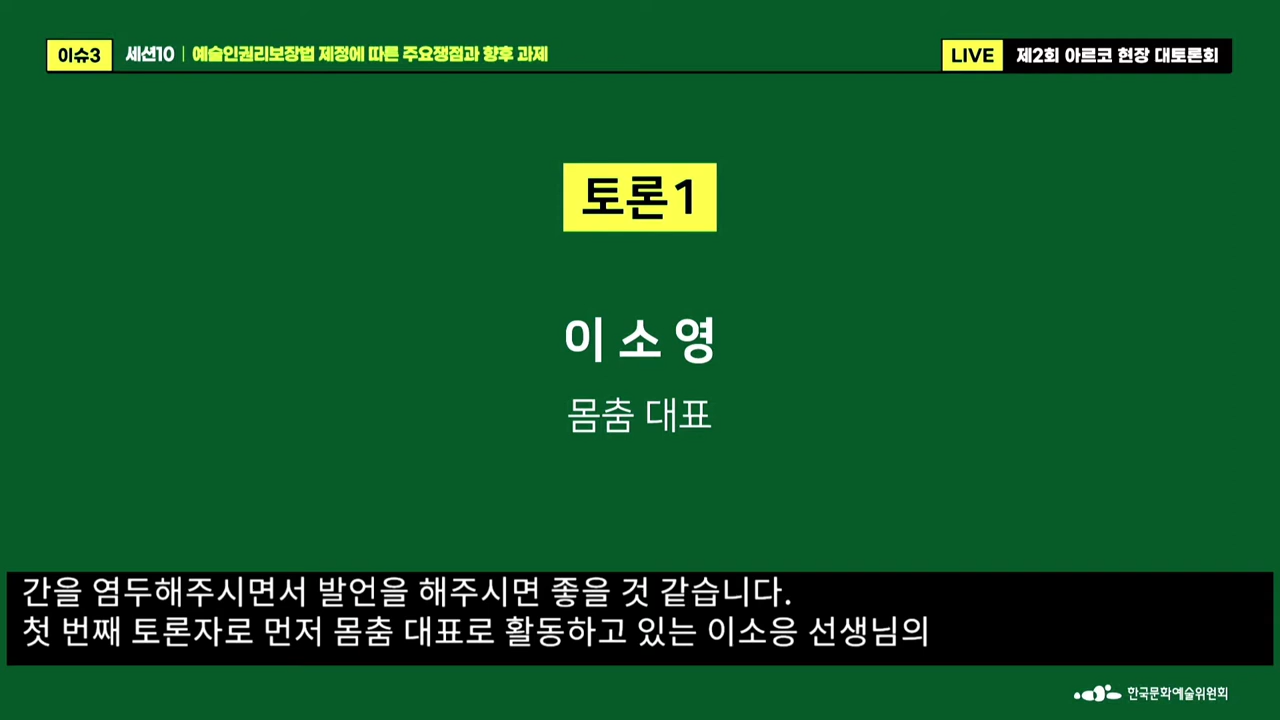 이슈3
세션10 | 예술인권리보장법 제정에 따른 주요쟁점과 향후 과제
LIVE
제2회 아르코 현장 대토론회
토론1
이소영
몸춤 대표
간을 염두해주시면서 발언을 해주시면 좋을 것 같습니다.
첫 번째 토론자로 먼저 몸춤 대표로 활동하고 있는 이소응 선생님의
한국문화예술위원회